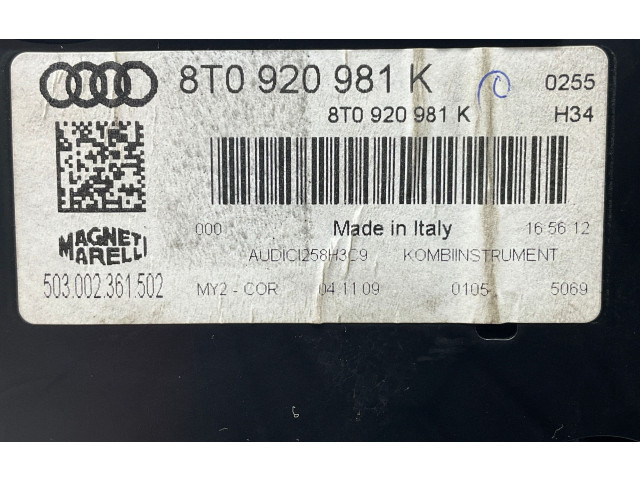 8T0 920 981 K 0255
8T0 920 981 K H34
000 Made in Italy 16 56 12
MAGNETI MARELLI
AUDICI258H3C9 KOMBIINSTRUMENT
503.002.361.502 MY2 - COR 04.11.09 0105 5069